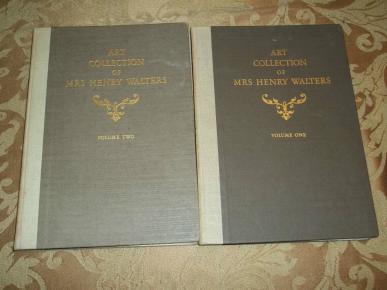 ART
COLLECTION
OF
MRS HENRY WALTERS
VOLUME TWO
ART
COLLECTION
OF
MRS HENRY WALTERS
VOLUME ONE